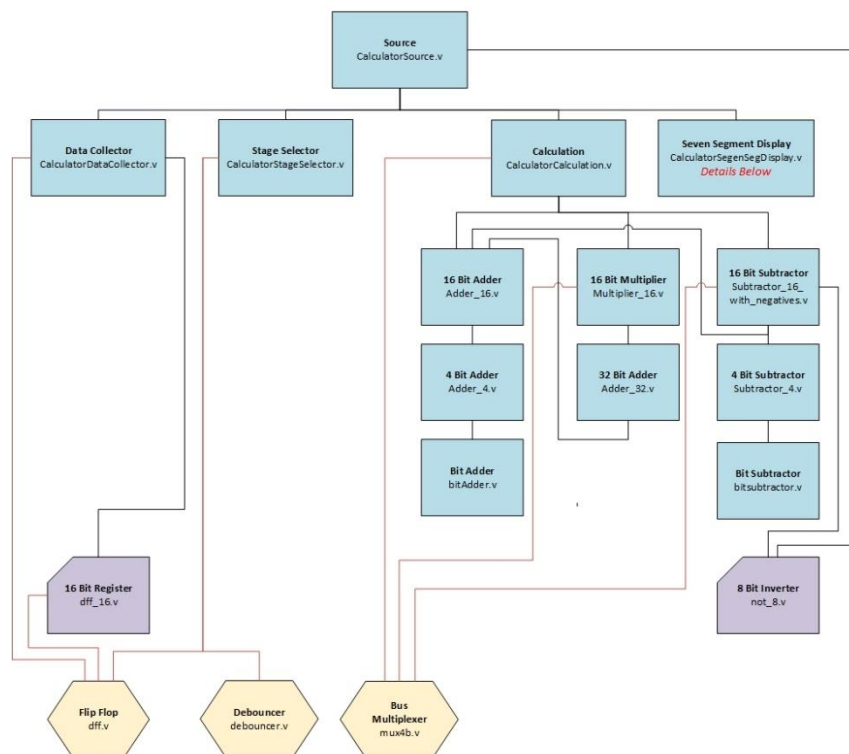 Source
CalculatorSource.v
Data Collector
CalculatorDataCollector.v
Stage Selector
CalculatorStageSelector.v
Calculation
CalculatorCalculation.v
Seven Segment Display
CalculatorSegenSegDisplay.v
Details Below
16 Bit Adder
Adder_16.v
16 Bit Multiplier
Multiplier_16.v
16 Bit Subtractor
Subtractor_16_
with_negatives.v
4 Bit Adder
Adder_4.v
32 Bit Adder
Adder_32.v
4 Bit Subtractor
Subtractor_4.v
Bit Adder
bitAdder.v
Bit Subtractor
bitsubtractor.v
16 Bit Register
dff_16.v
8 Bit Inverter
not_8.v
Flip Flop
dff.v
Debouncer
debouncer.v
Bus
Multiplexer
mux4b.v